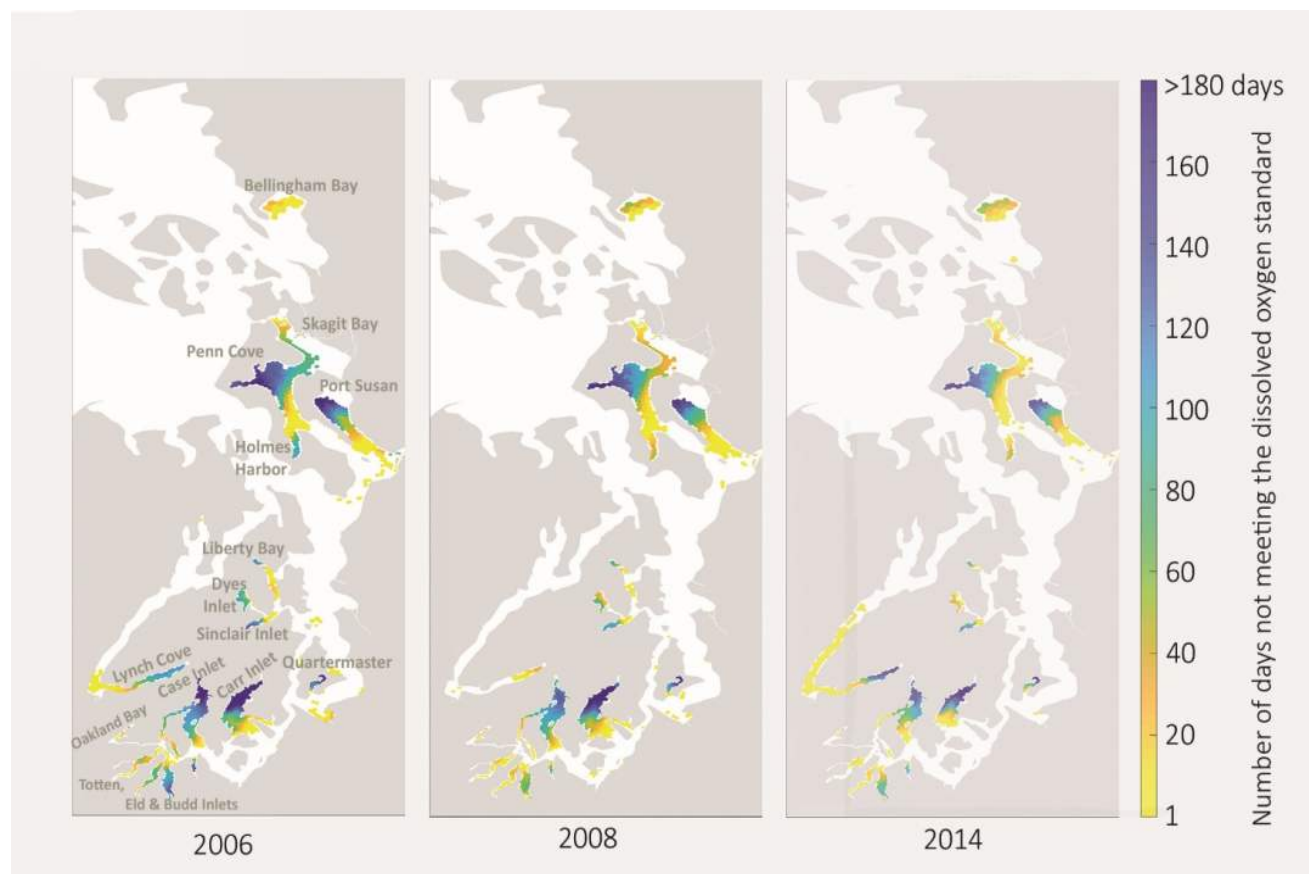 Bellingham Bay
Skagit Bay
Penn Cove
Port Susan
Holmes
Harbor
Liberty Bay
Dyes
Inlet
Sinclair Inlet
Lynch Cove
Case Inlet
Carr Inlet
Quartermaster
Oakland Bay
Totten,
Eld & Budd Inlets
2006
2008
2014
>180 days
160
140
120
100
80
60
40
20
1
Number of days not meeting the dissolved oxygen standard